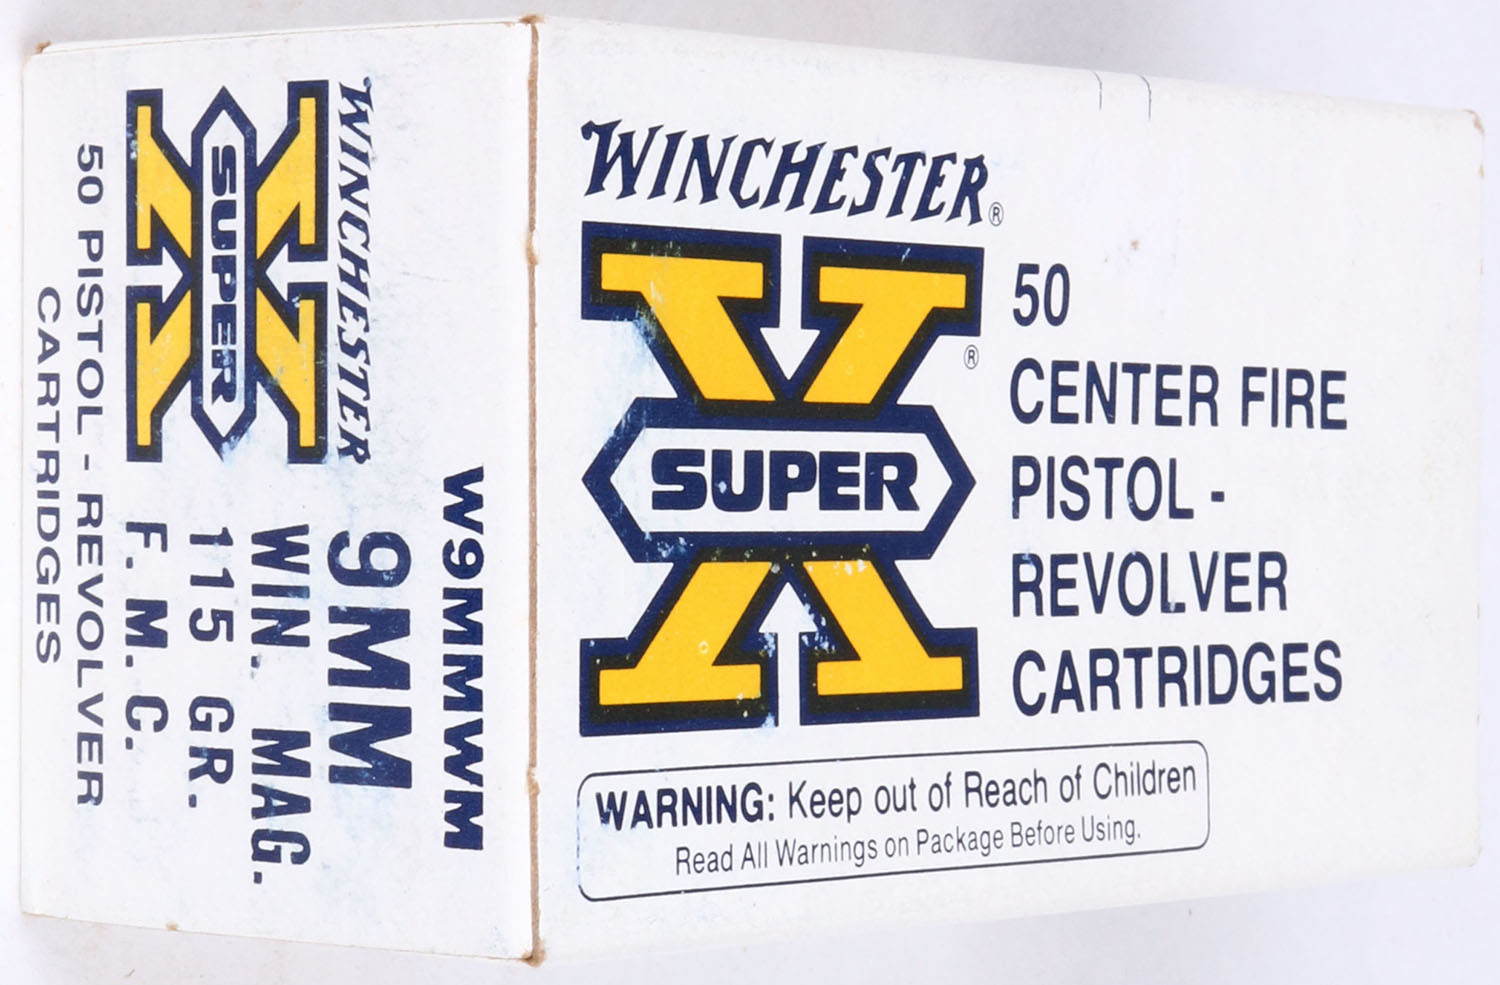 WINCHESTER®
X®
SUPER
50
CENTER FIRE
PISTOL -
REVOLVER
CARTRIDGES
WARNING: Keep out of Reach of Children
Read All Warnings on Package Before Using.
W9MMWM
WINCHESTER
X
SUPER
9MM
WIN. MAG.
115 GR.
F.M.C.
50 PISTOL - REVOLVER
CARTRIDGES